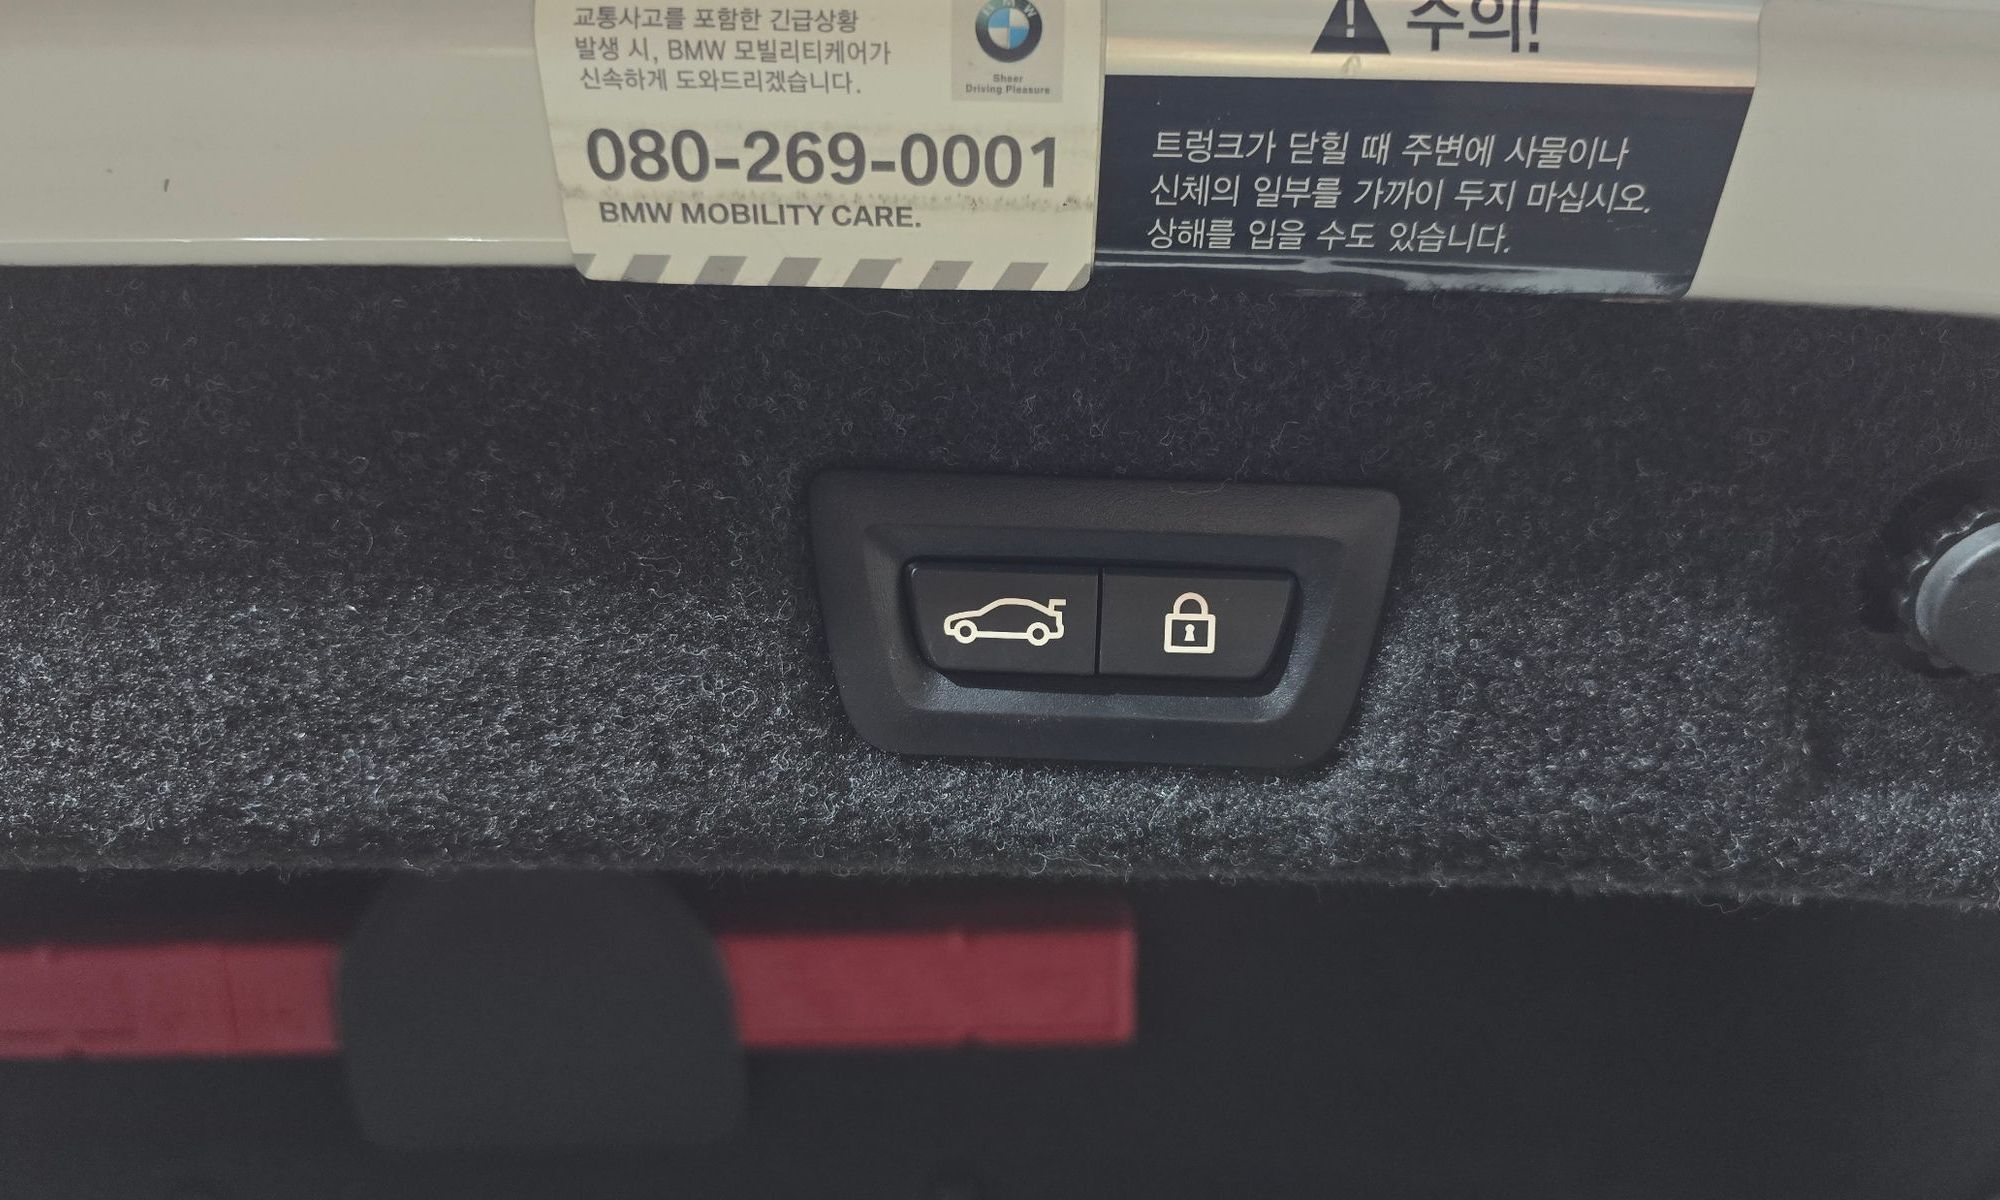 교통사고를 포함한 긴급상황
발생 시, BMW 모빌리티케어가
신속하게 도와드리겠습니다.
BMW
Sheer
Driving Pleasure
080-269-0001
BMW MOBILITY CARE.
주의!
트렁크가 닫힐 때 주변에 사물이나
신체의 일부를 가까이 두지 마십시오.
상해를 입을 수도 있습니다.